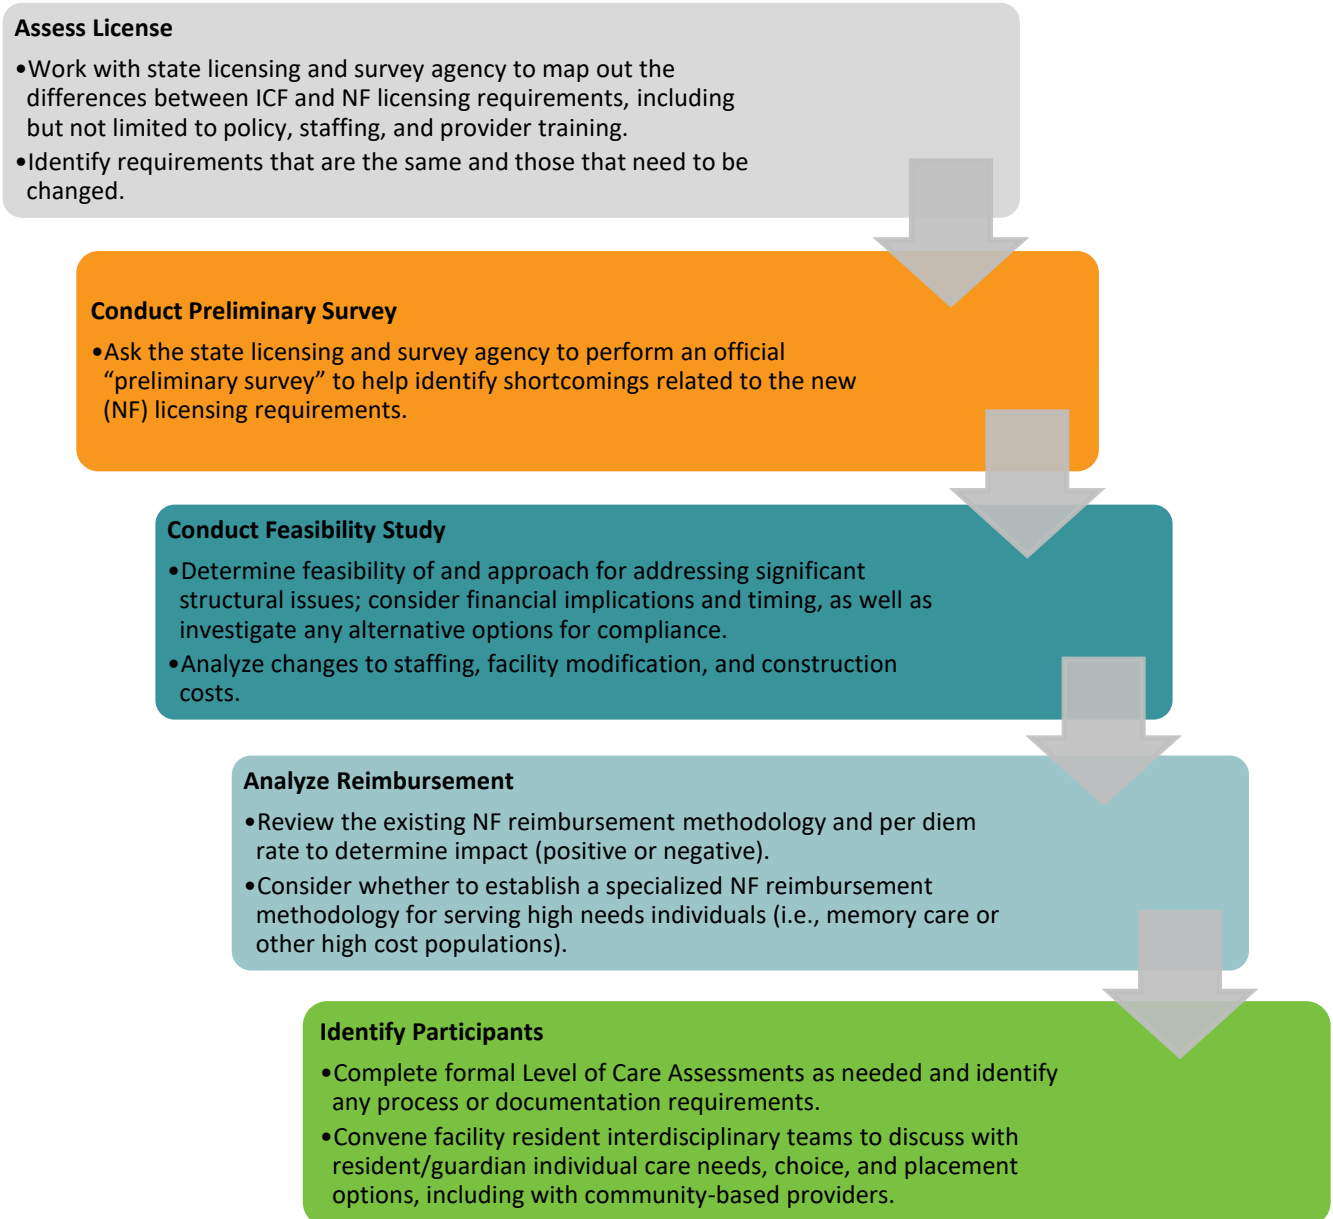 Assess License
•Work with state licensing and survey agency to map out the
differences between ICF and NF licensing requirements, including
but not limited to policy, staffing, and provider training.
•Identify requirements that are the same and those that need to be
changed.
Conduct Preliminary Survey
•Ask the state licensing and survey agency to perform an official
“preliminary survey” to help identify shortcomings related to the new
(NF) licensing requirements.
Conduct Feasibility Study
•Determine feasibility of and approach for addressing significant
structural issues; consider financial implications and timing, as well as
investigate any alternative options for compliance.
•Analyze changes to staffing, facility modification, and construction
costs.
Analyze Reimbursement
•Review the existing NF reimbursement methodology and per diem
rate to determine impact (positive or negative).
•Consider whether to establish a specialized NF reimbursement
methodology for serving high needs individuals (i.e., memory care or
other high cost populations).
Identify Participants
•Complete formal Level of Care Assessments as needed and identify
any process or documentation requirements.
•Convene facility resident interdisciplinary teams to discuss with
resident/guardian individual care needs, choice, and placement
options, including with community-based providers.